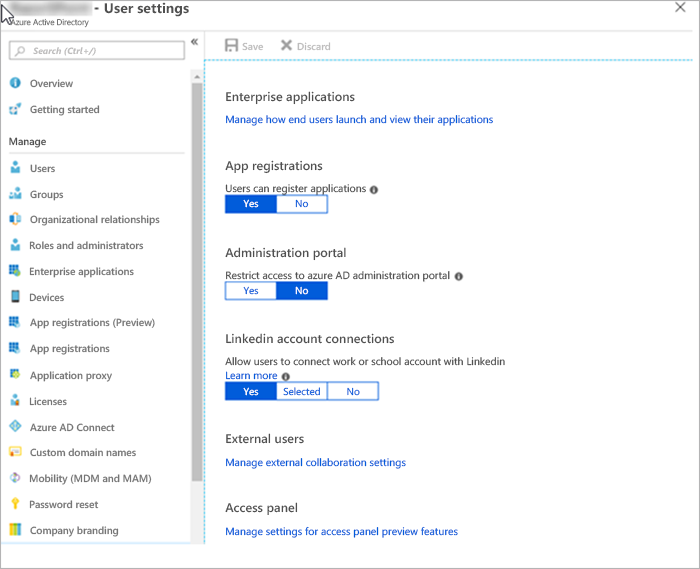 - User settings
Azure Active Directory
Search (Ctrl+/)
«
Overview
Getting started
Manage
Users
Groups
Organizational relationships
Roles and administrators
Enterprise applications
Devices
App registrations (Preview)
App registrations
Application proxy
Licenses
Azure AD Connect
Custom domain names
Mobility (MDM and MAM)
Password reset
Company branding
Save Discard
Enterprise applications
Manage how end users launch and view their applications
App registrations
Users can register applications
Yes No
Administration portal
Restrict access to azure AD administration portal
Yes No
Linkedin account connections
Allow users to connect work or school account with Linkedin
Learn more
Yes Selected No
External users
Manage external collaboration settings
Access panel
Manage settings for access panel preview features